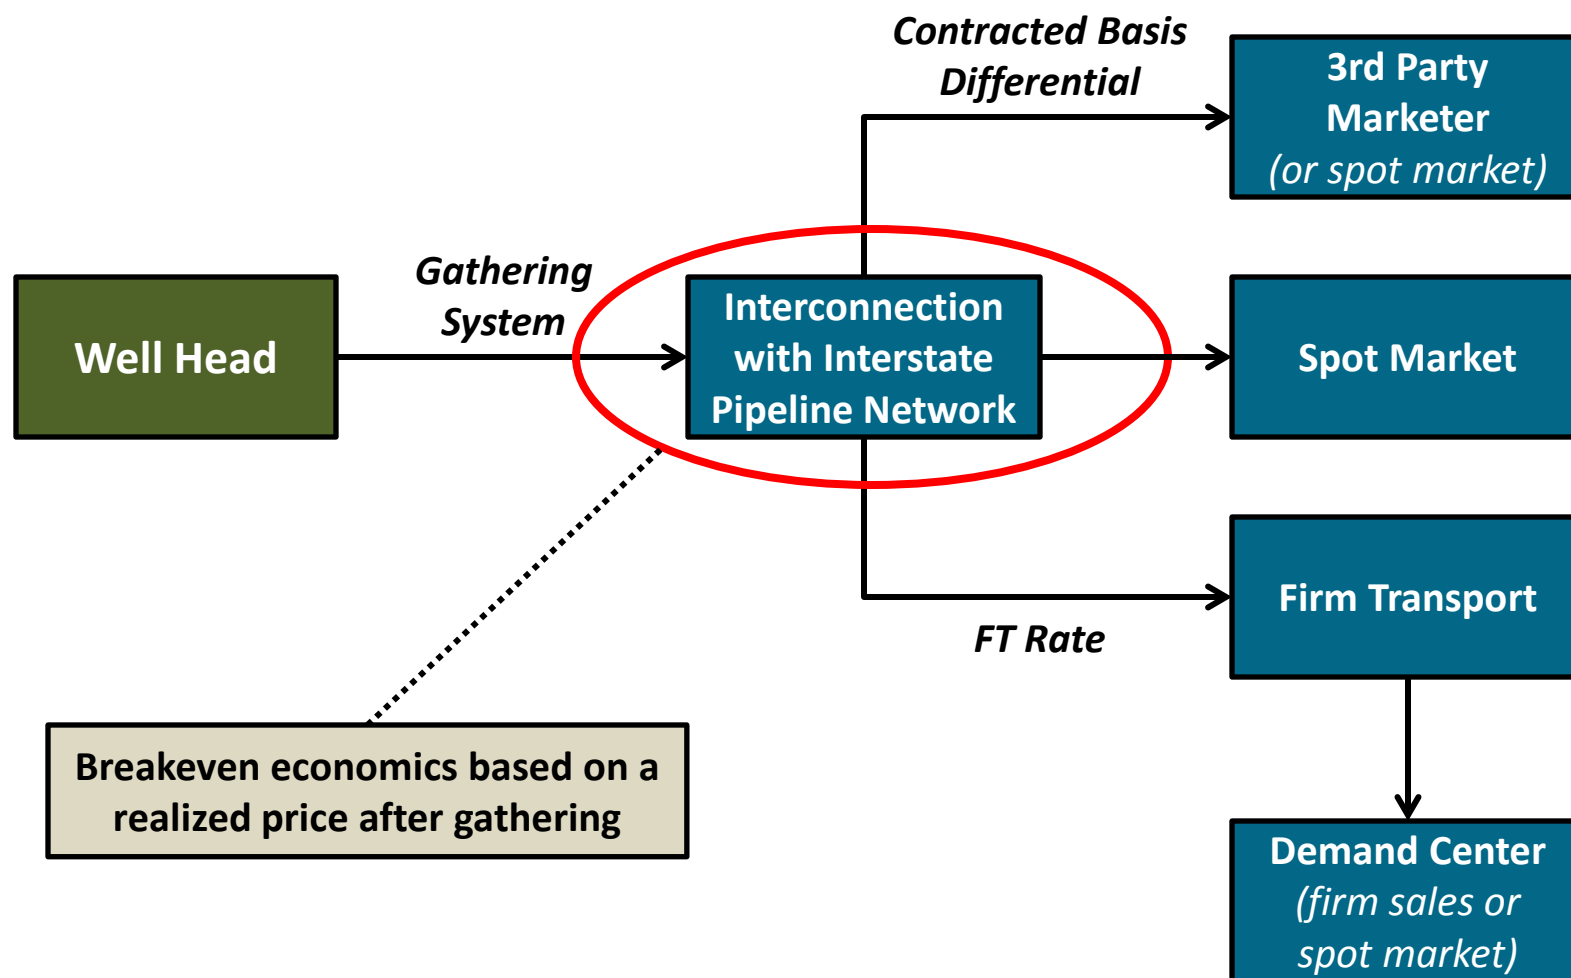 Contracted Basis
Differential
3rd Party
Marketer
(or spot market)
Gathering
System
Well Head
Interconnection
with Interstate
Pipeline Network
Spot Market
Firm Transport
FT Rate
Breakeven economics based on a
realized price after gathering
Demand Center
(firm sales or
spot market)